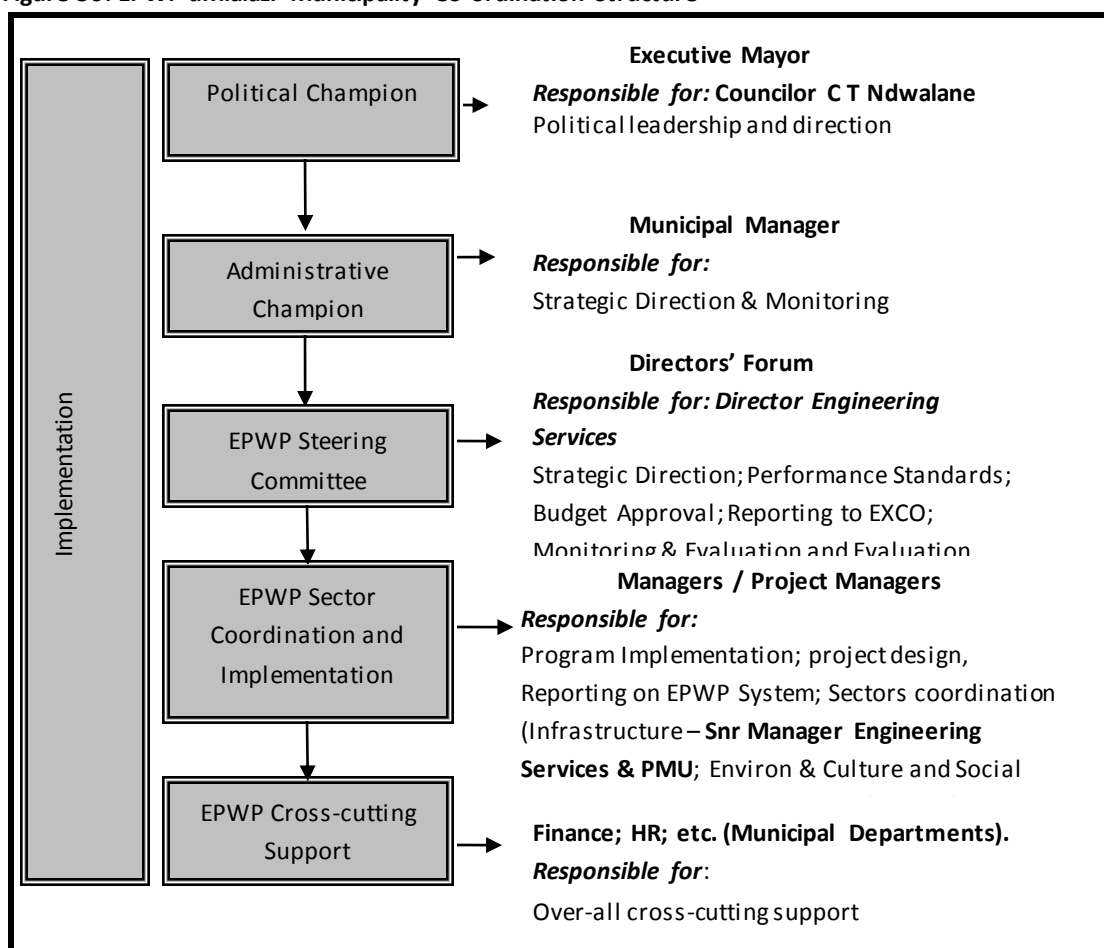 Implementation
Political Champion
Executive Mayor
Responsible for: Councilor C T Ndwalane
Political leadership and direction
Administrative
Champion
Municipal Manager
Responsible for:
Strategic Direction & Monitoring
EPWP Steering
Committee
Directors’ Forum
Responsible for: Director Engineering
Services
Strategic Direction; Performance Standards;
Budget Approval; Reporting to EXCO;
Monitoring & Evaluation and Evaluation
EPWP Sector
Coordination and
Implementation
Managers / Project Managers
Responsible for:
Program Implementation; project design,
Reporting on EPWP System; Sectors coordination
(Infrastructure – Snr Manager Engineering
Services & PMU; Environ & Culture and Social
EPWP Cross-cutting
Support
Finance; HR; etc. (Municipal Departments).
Responsible for:
Over-all cross-cutting support